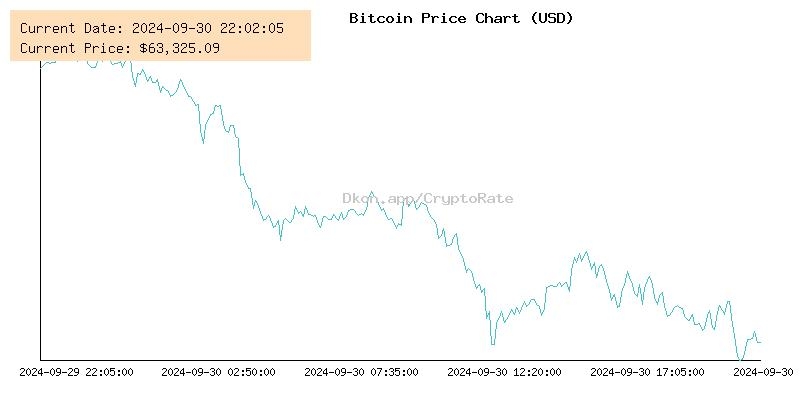 Bitcoin Price Chart (USD)
Current Date: 2024-09-30 22:02:05
Current Price: $63,325.09
Dkon.app/CryptoRate
2024-09-29 22:05:00 2024-09-30 02:50:00 2024-09-30 07:35:00 2024-09-30 12:20:00 2024-09-30 17:05:00 2024-09-30